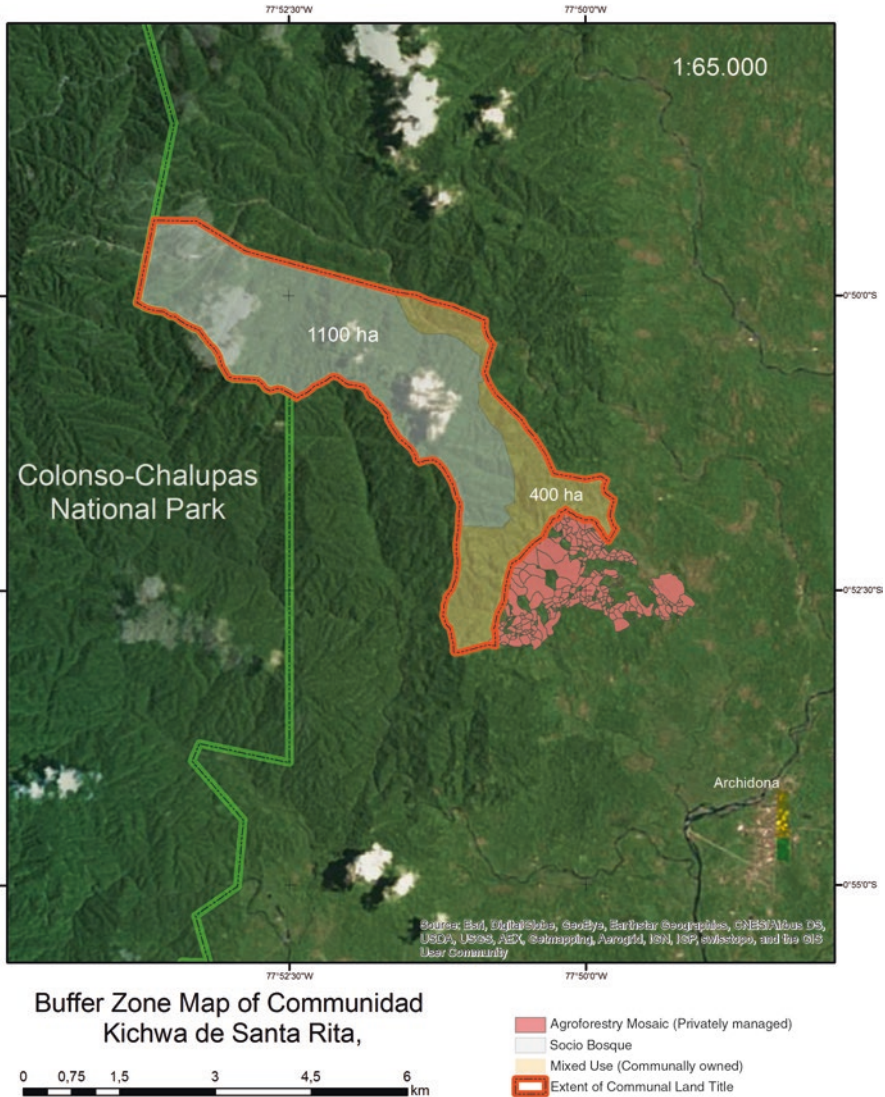 77°52'30"W
77°50'0"W
1:65.000
0°50'0"S
1100 ha
Colonso-Chalupas
National Park
400 ha
0°52'30"S
Archidona
0°55'0"S
Source: Esri, DigitalGlobe, GeoEye, Earthstar Geographics, CNES/Airbus DS,
USDA, USGS, AEX, Getmapping, Aerogrid, IGN, IGP, swisstopo, and the GIS
User Community
77°52'30"W
77°50'0"W
Buffer Zone Map of Communidad
Kichwa de Santa Rita,
0 0,75 1,5 3 4,5 6
km
Agroforestry Mosaic (Privately managed)
Socio Bosque
Mixed Use (Communally owned)
Extent of Communal Land Title